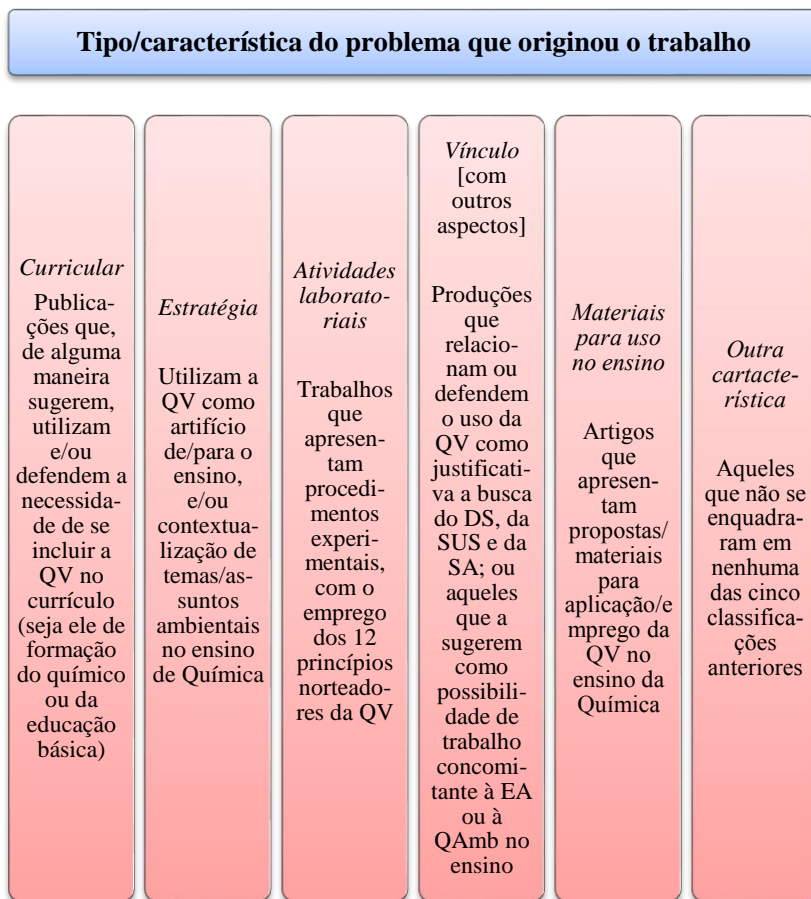 Tipo/característica do problema que originou o trabalho
Curricular
Publica-
ções que,
de alguma
maneira
sugerem,
utilizam
e/ou
defendem a
necessida-
de de se
incluir a
QV no
currículo
(seja ele de
formação
do químico
ou da
educação
básica)
Estratégia
Utilizam a
QV como
artifício
de/para o
ensino,
e/ou
contextua-
lização de
temas/as-
suntos
ambientais
no ensino
de Química
Atividades
laborato-
riais
Trabalhos
que
apresen-
tam
procedi-
mentos
experi-
mentais,
com o
emprego
dos 12
princípios
norteado-
res da QV
Vínculo
[com
outros
aspectos]
Produções
que
relacio-
nam ou
defendem
o uso da
QV como
justificati-
va a busca
do DS, da
SUS e da
SA; ou
aqueles
que a
sugerem
como
possibili-
dade de
trabalho
concomi-
tante à EA
ou à
QAmb no
ensino
Materiais
para uso
no ensino
Artigos
que
apresen-
tam
propostas/
materiais
para
aplicação/e
mprego da
QV no
ensino da
Química
Outra
cartacte-
rística
Aqueles
que não se
enquadra-
ram em
nenhuma
das cinco
classifica-
ções
anteriores